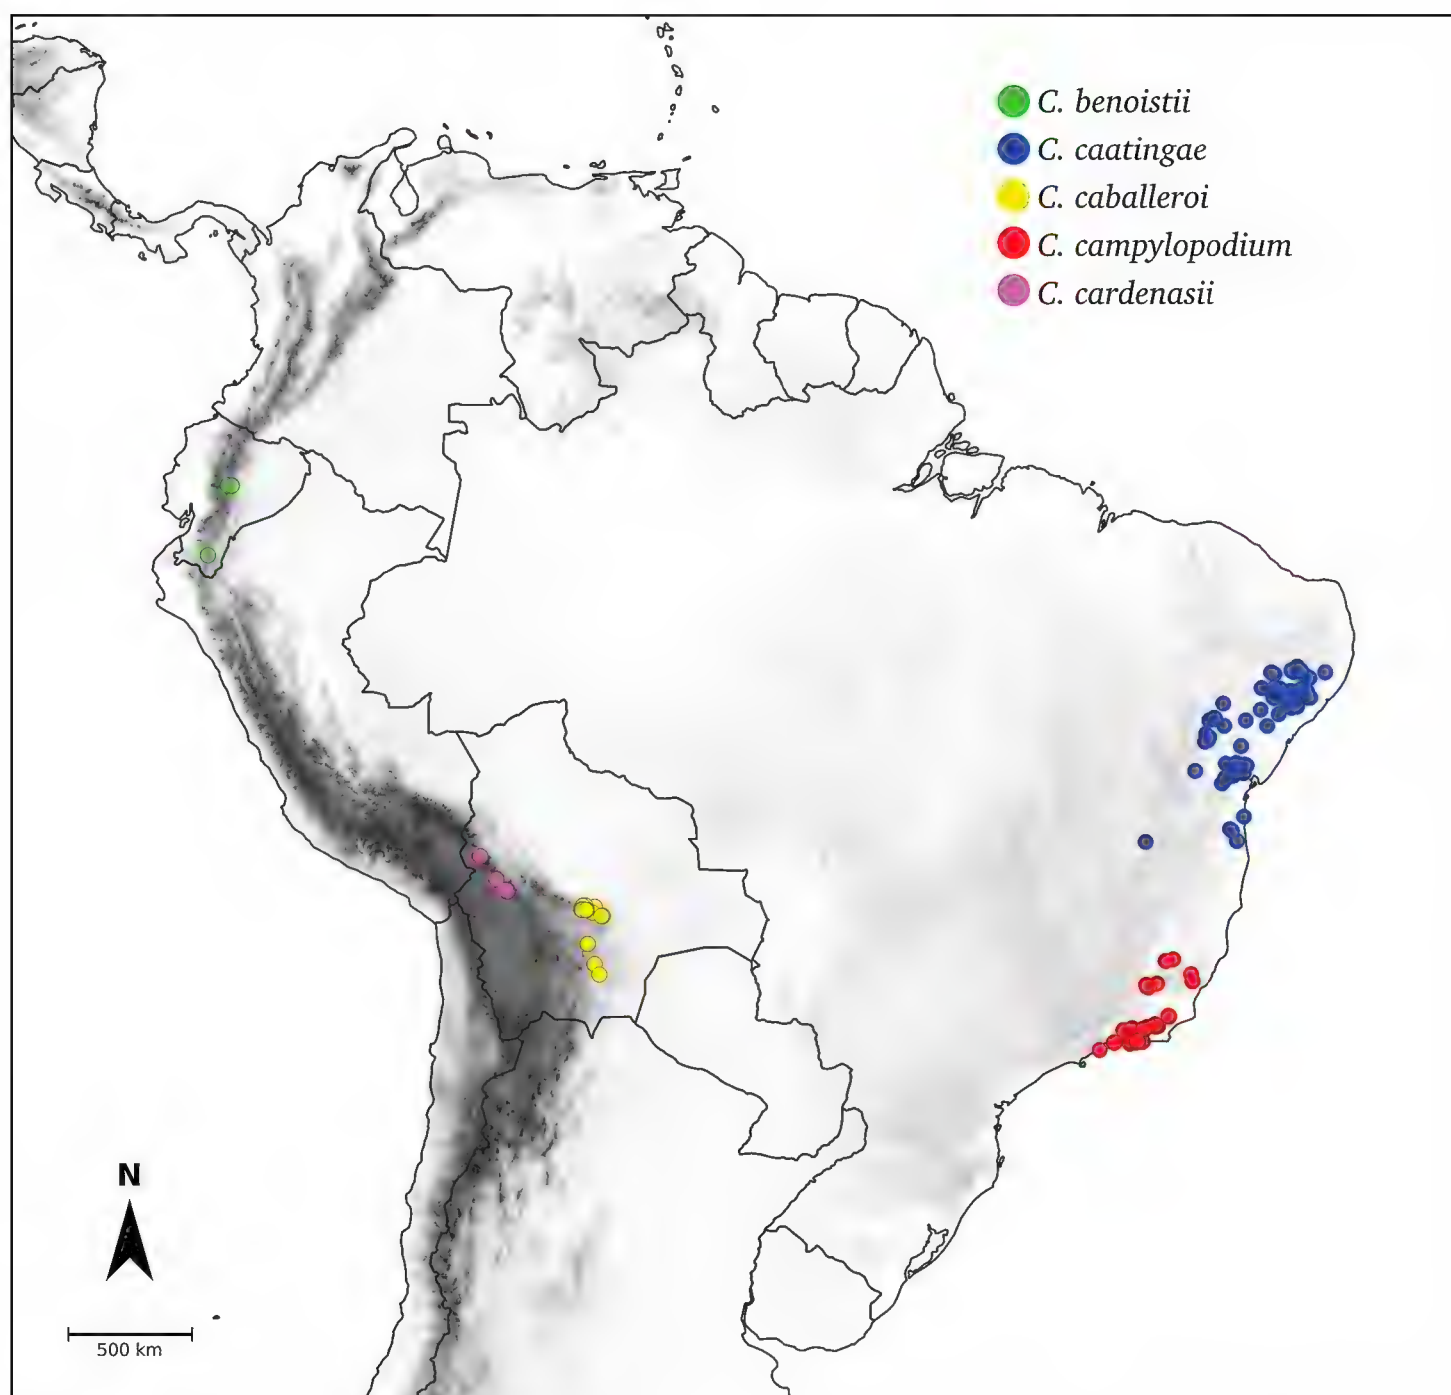 C. benoistii
C. caatingae
C. caballeroi
C. campylopodium
C. cardenasii
N
500 km